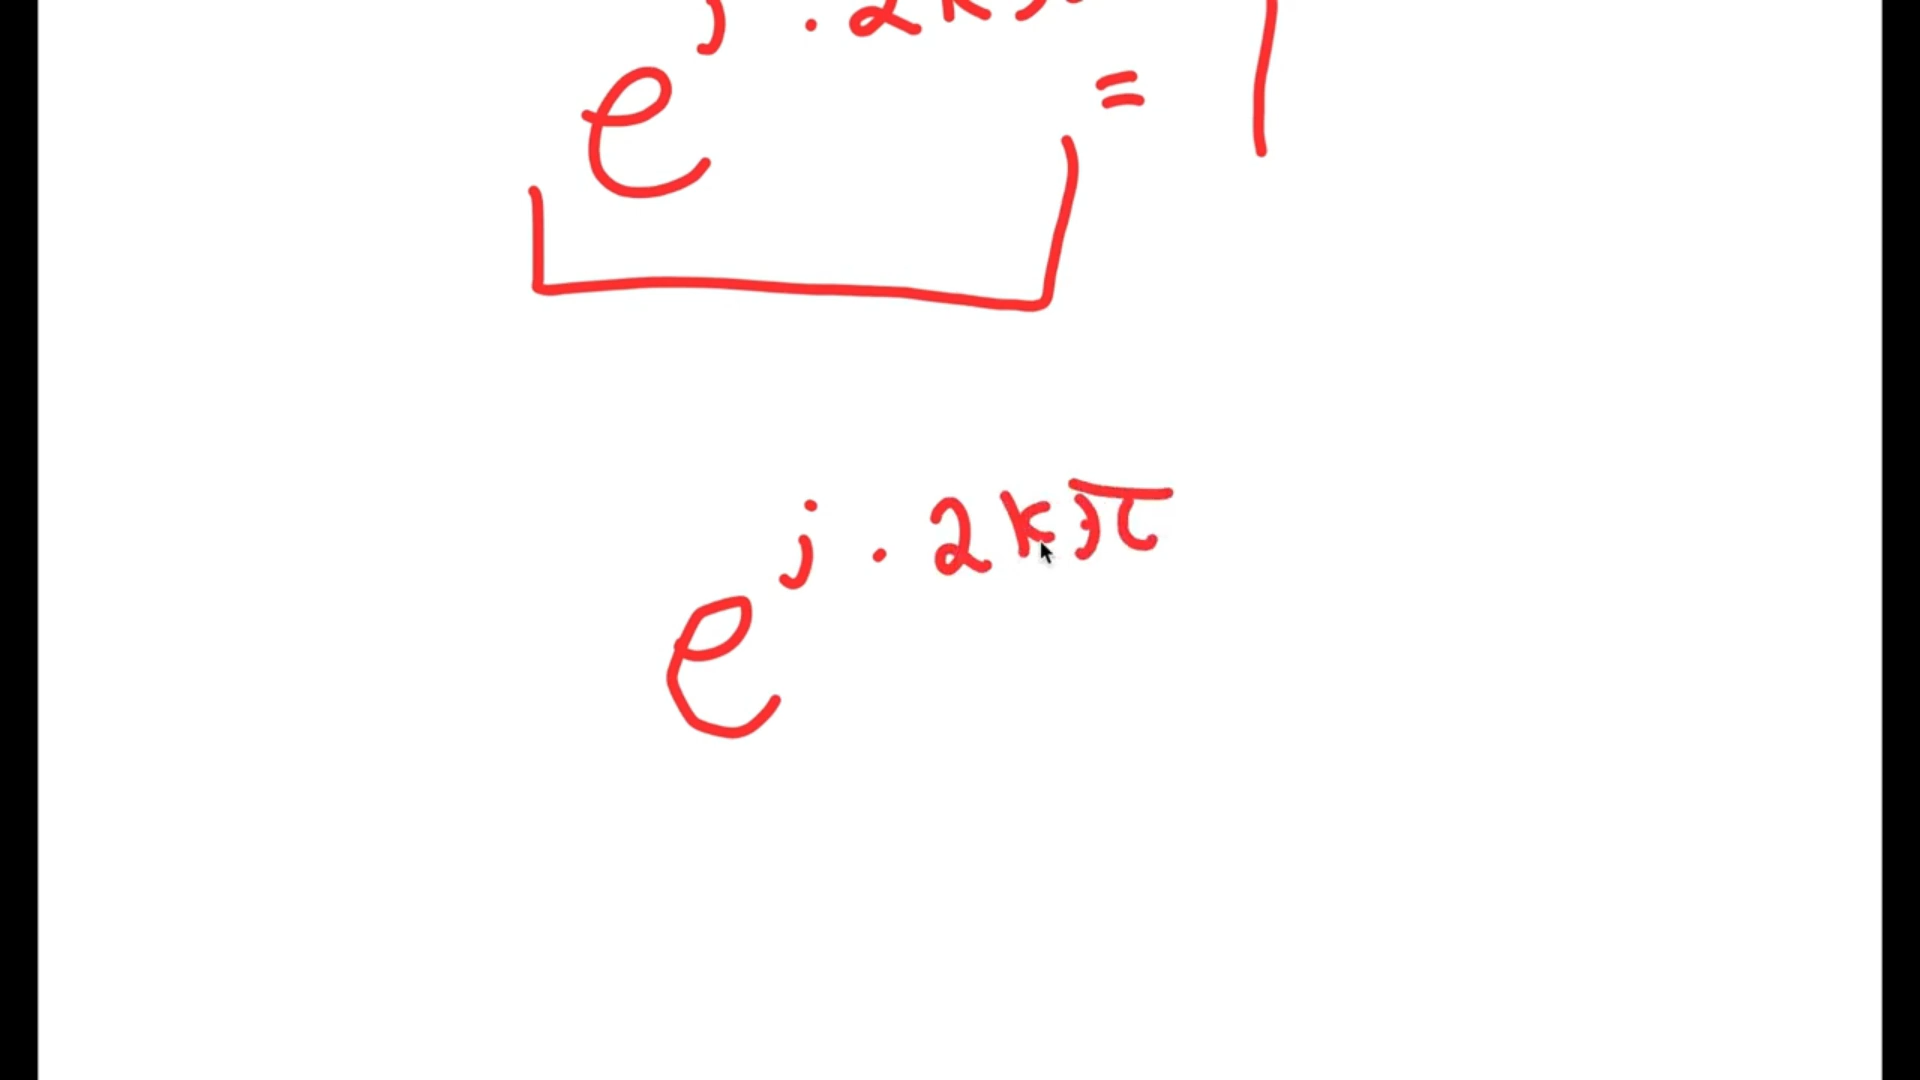 e^{j · 2kπ} = 1
e^{j · 2kπ}